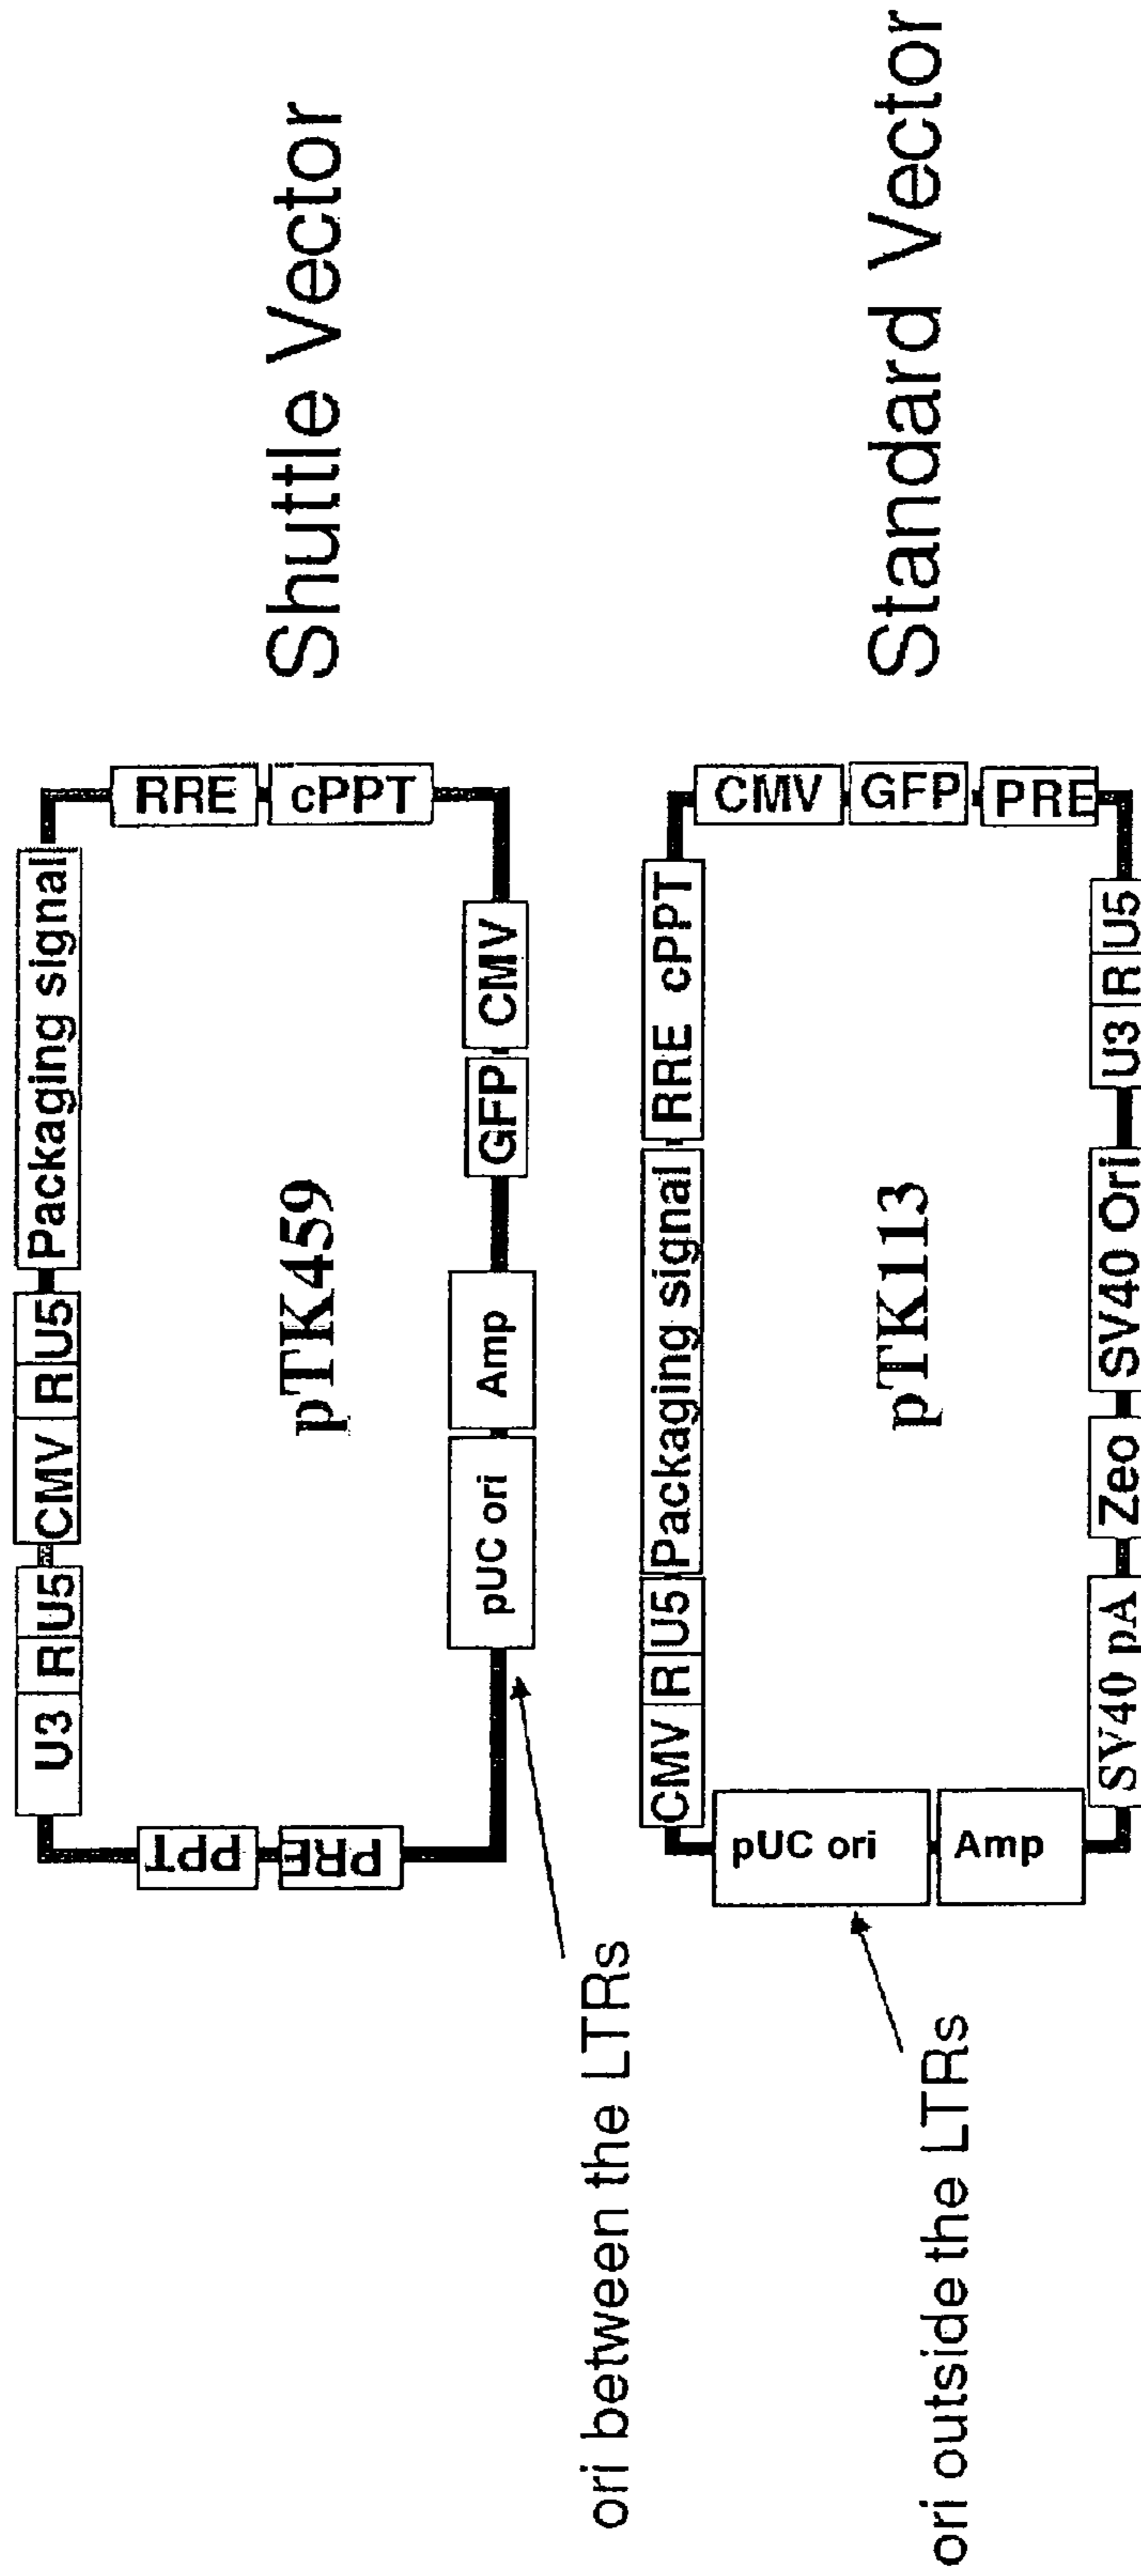 U3 R U5 CMV R U5 Packaging signal
RRE cPPT
CMV
GFP
Amp
pUC ori
PRE
PPT
pTK459
Shuttle Vector
ori between the LTRs
CMV R U5 Packaging signal RRE cPPT
CMV GFP PRE
U3 R U5
SV40 Ori
Zeo
SV40 pA
Amp
pUC ori
pTK113
Standard Vector
ori outside the LTRs